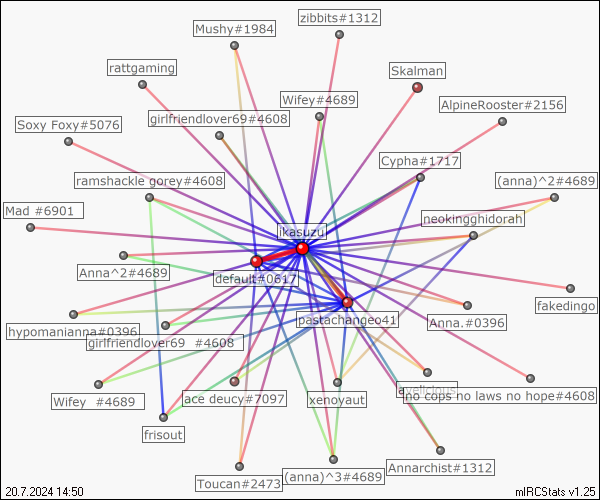 zibbits#1312
Mushy#1984
rattgaming
Skalman
Wifey#4689
AlpineRooster#2156
girlfriendlover69#4608
Soxy Foxy#5076
Cypha#1717
ramshackle gorey#4608
(anna)^2#4689
Mad #6901
neokingghidorah
ikasuzu
Anna^2#4689
default#0617
fakedingo
pastachangeo41
Anna.#0396
hypomanianna#0396
girlfriendlover69 #4608
no cops no laws no hope#4608
Wifey #4689
ace deucy#7097
xenoyaut
frisout
Annarchist#1312
Toucan#2473
(anna)^3#4689
20.7.2024 14:50
mIRCStats v1.25